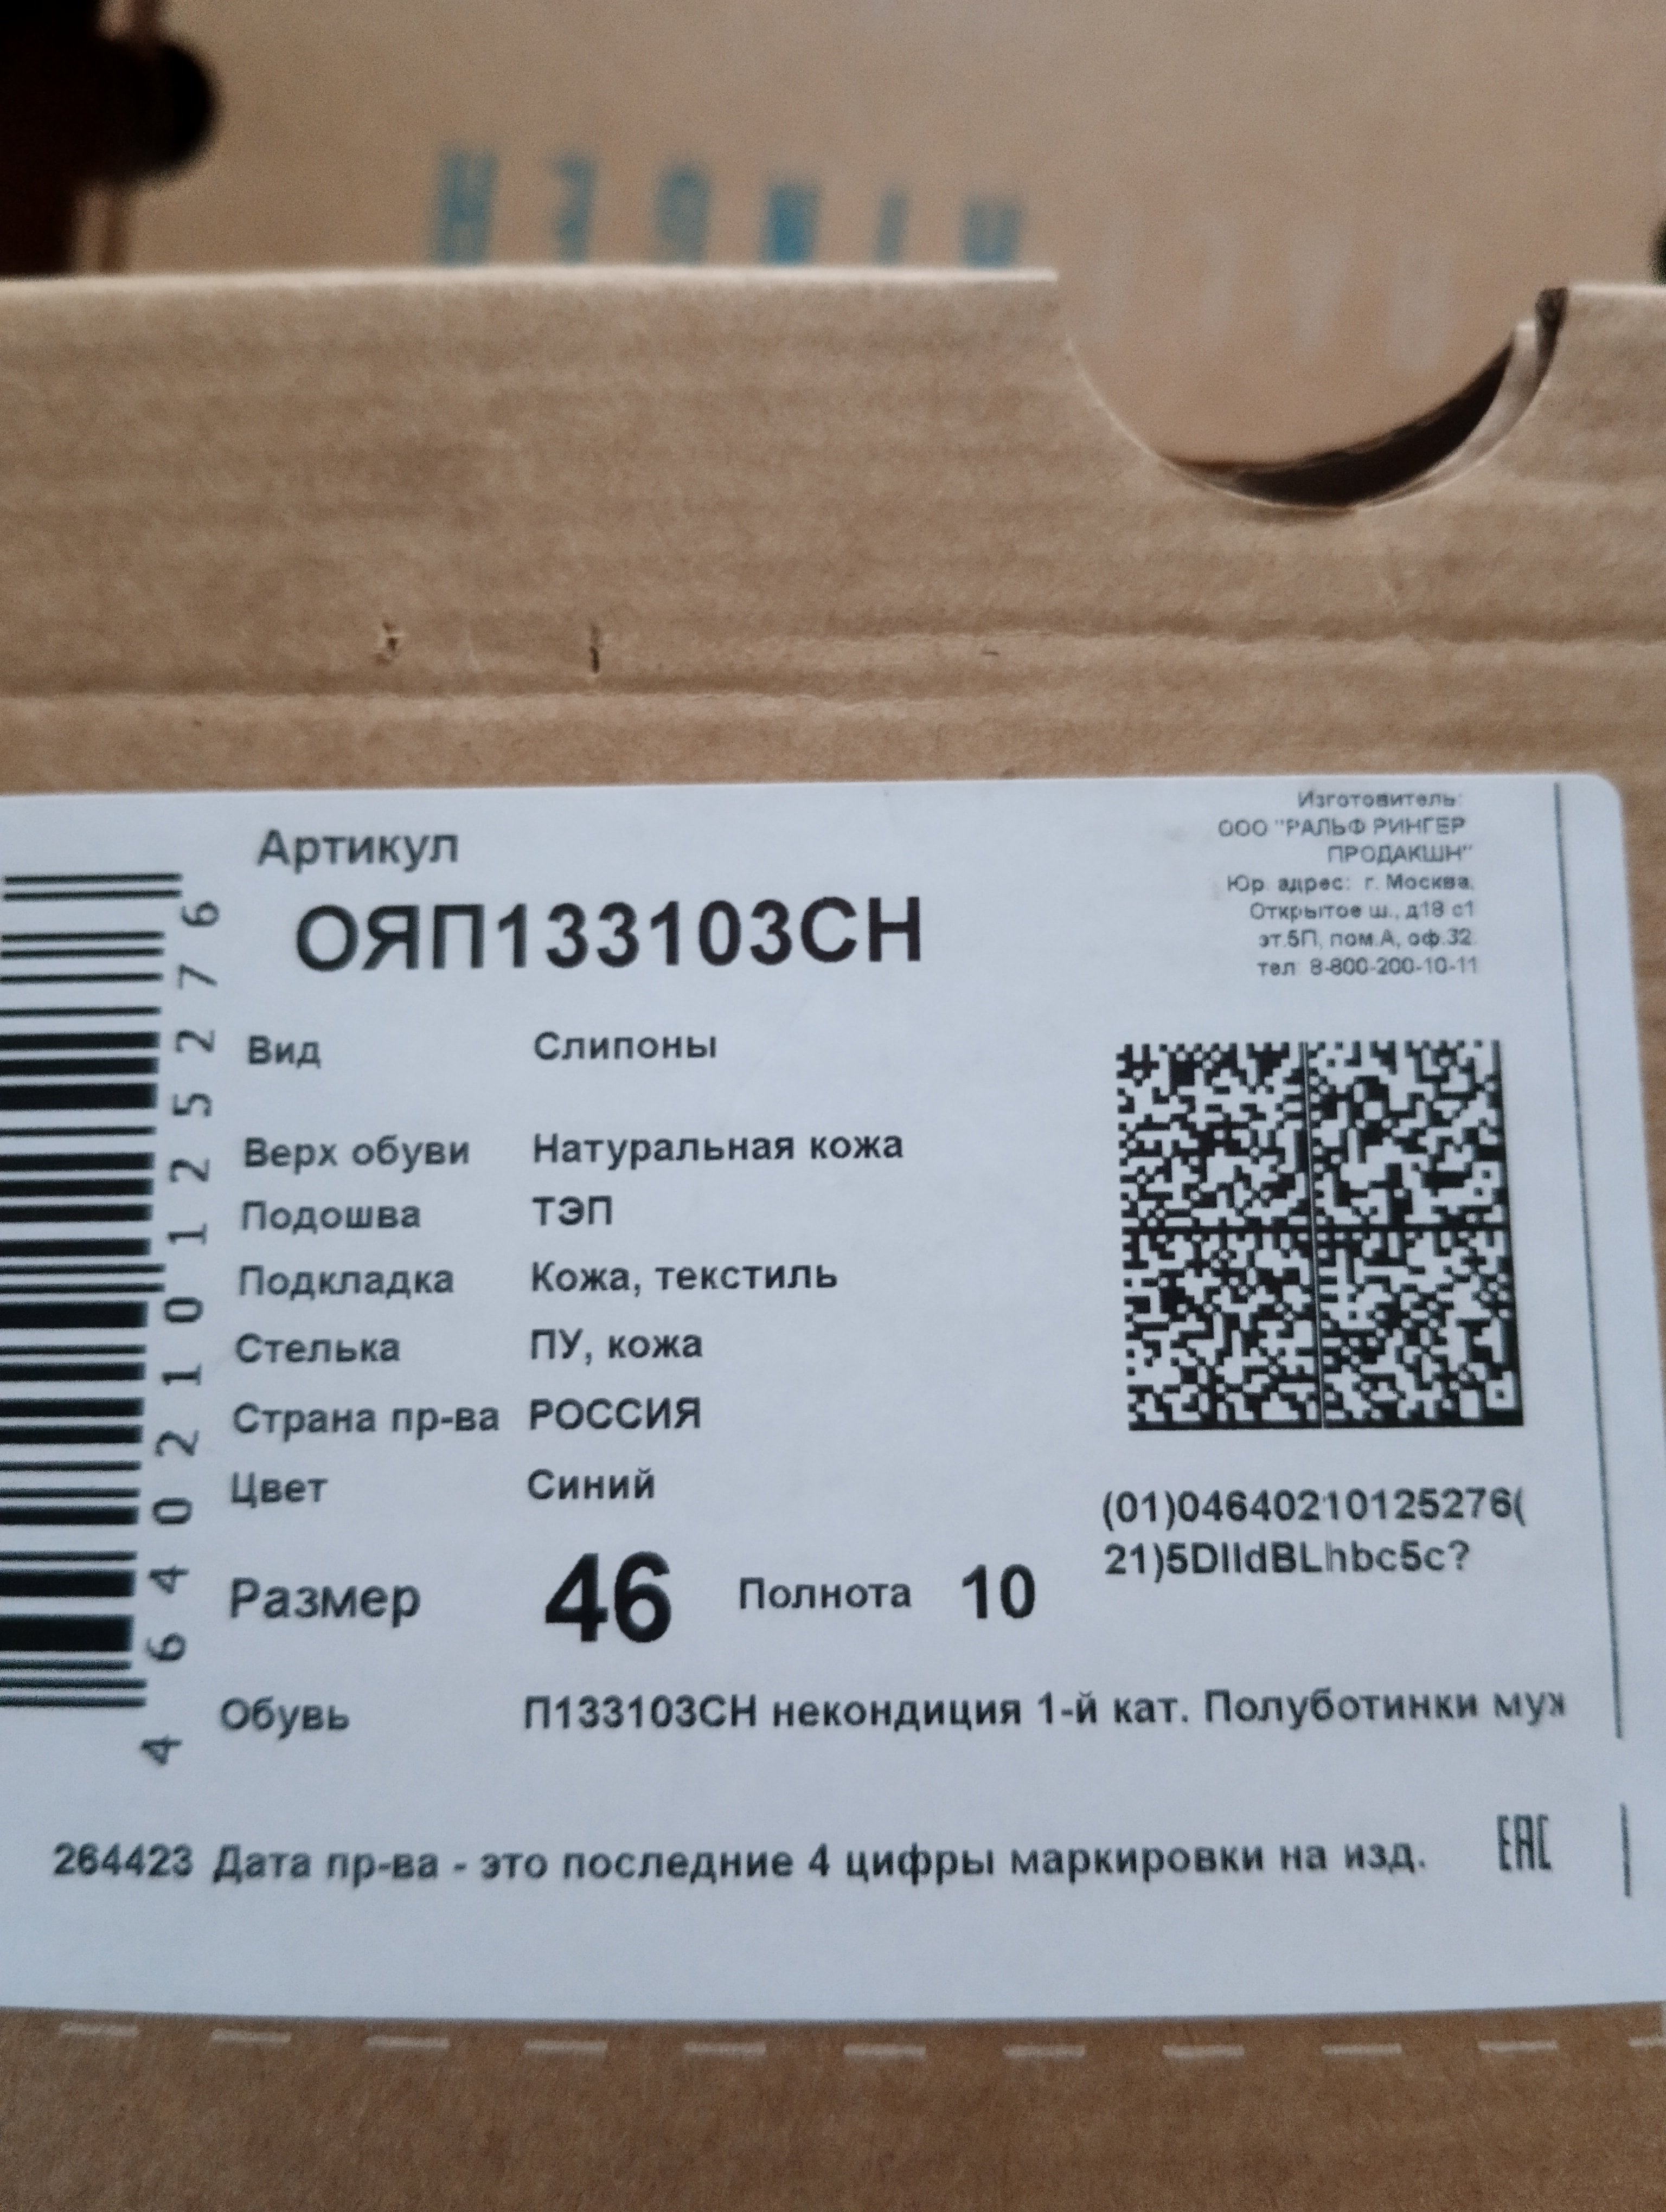 Изготовитель:
ООО "РАЛЬФ РИНГЕР
ПРОДАКШН"
Юр. адрес: г. Москва,
Открытое ш., д18 с1
эт.5П, пом.А, оф.32.
тел. 8-800-200-10-11
Артикул
ОЯП133103СН
Вид Слипоны
Верх обуви Натуральная кожа
Подошва ТЭП
Подкладка Кожа, текстиль
Стелька ПУ, кожа
Страна пр-ва РОССИЯ
Цвет Синий
Размер 46 Полнота 10
(01)04640210125276(
21)5DIldBLhbc5c?
Обувь П133103СН некондиция 1-й кат. Полуботинки муж
264423 Дата пр-ва - это последние 4 цифры маркировки на изд. EAC
4640210125276